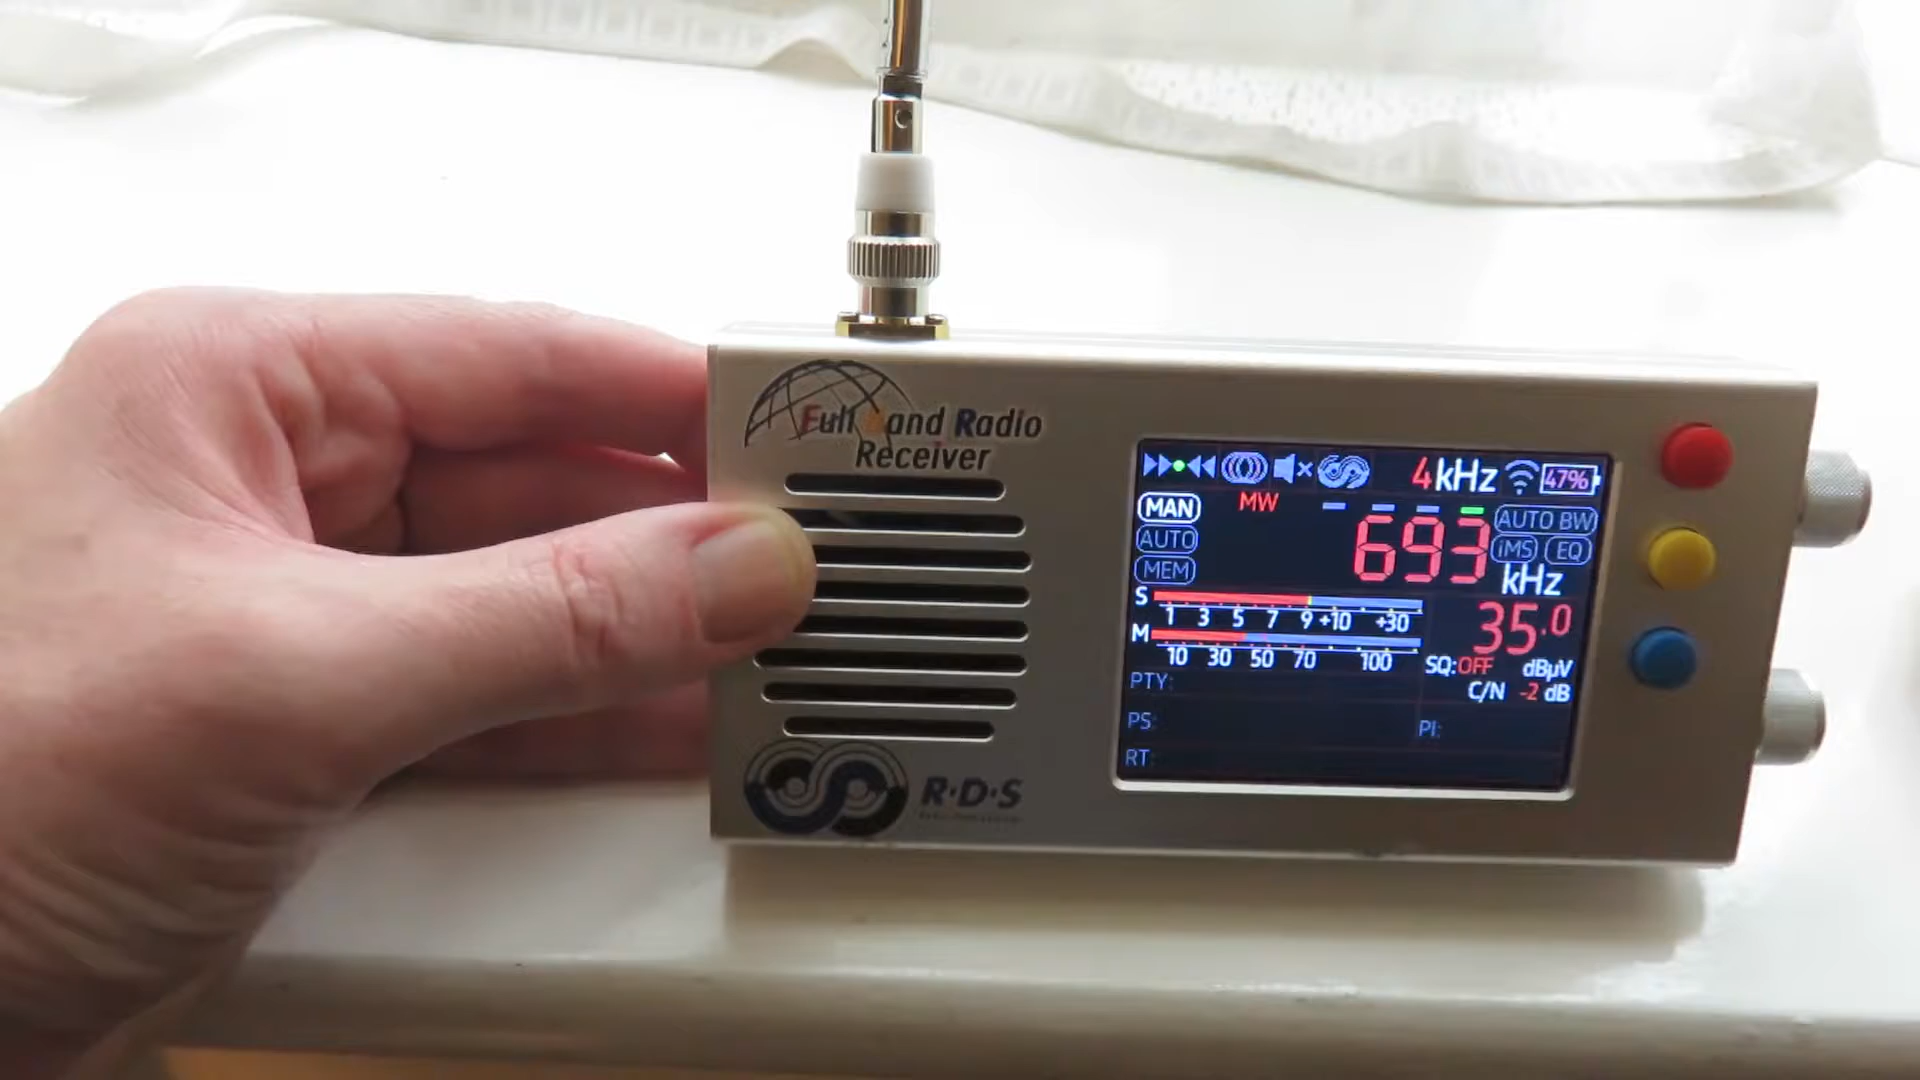 Full Band Radio
Receiver
R·D·S
4kHz 47%
MAN MW
AUTO
MEM
693 kHz
AUTO BW
iMS EQ
S 1 3 5 7 9 +10 +30
M 10 30 50 70 100
35.0
SQ:OFF dBµV
C/N -2 dB
PTY:
PS: PI:
RT: